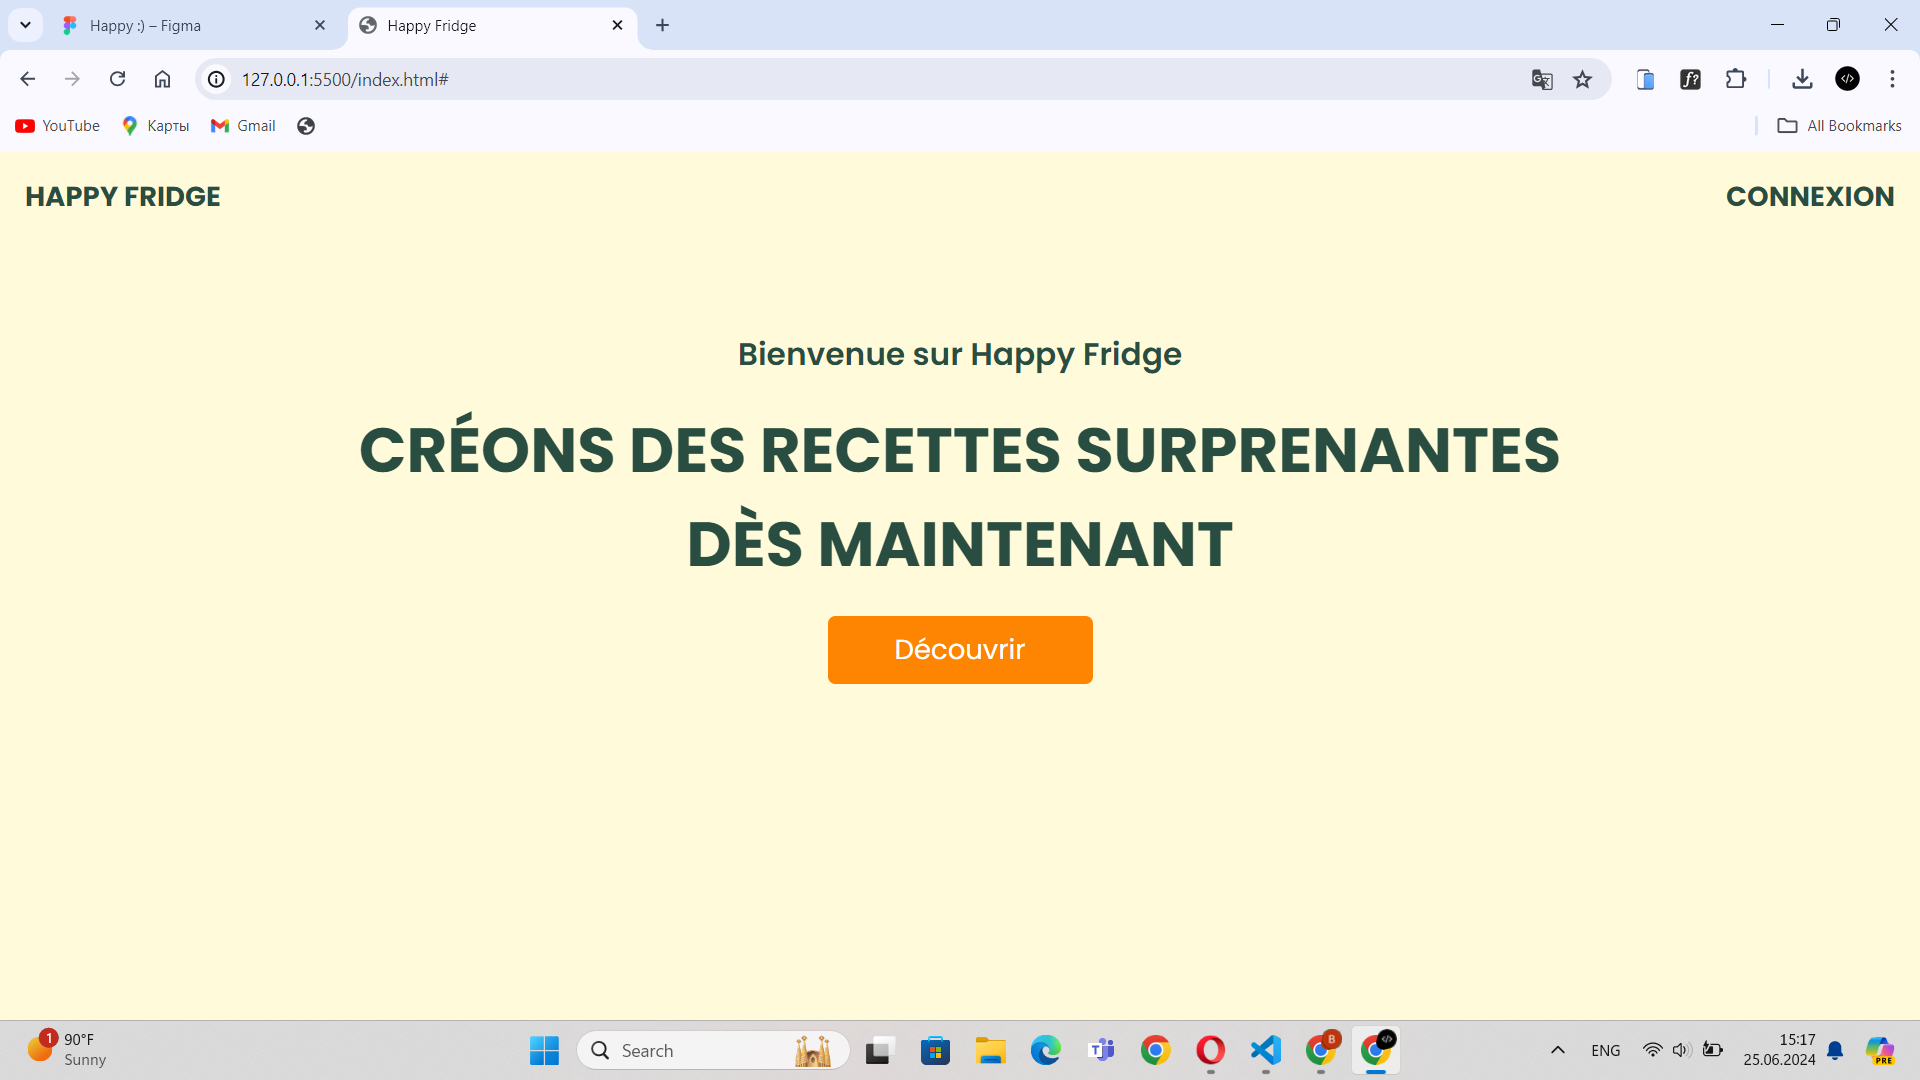 Happy :) – Figma
Happy Fridge
127.0.0.1:5500/index.html#
YouTube
Карты
Gmail
All Bookmarks
HAPPY FRIDGE
CONNEXION
Bienvenue sur Happy Fridge
CRÉONS DES RECETTES SURPRENANTES
DÈS MAINTENANT
Découvrir
1
90°F
Sunny
Search
B
ENG
15:17
25.06.2024
PRE